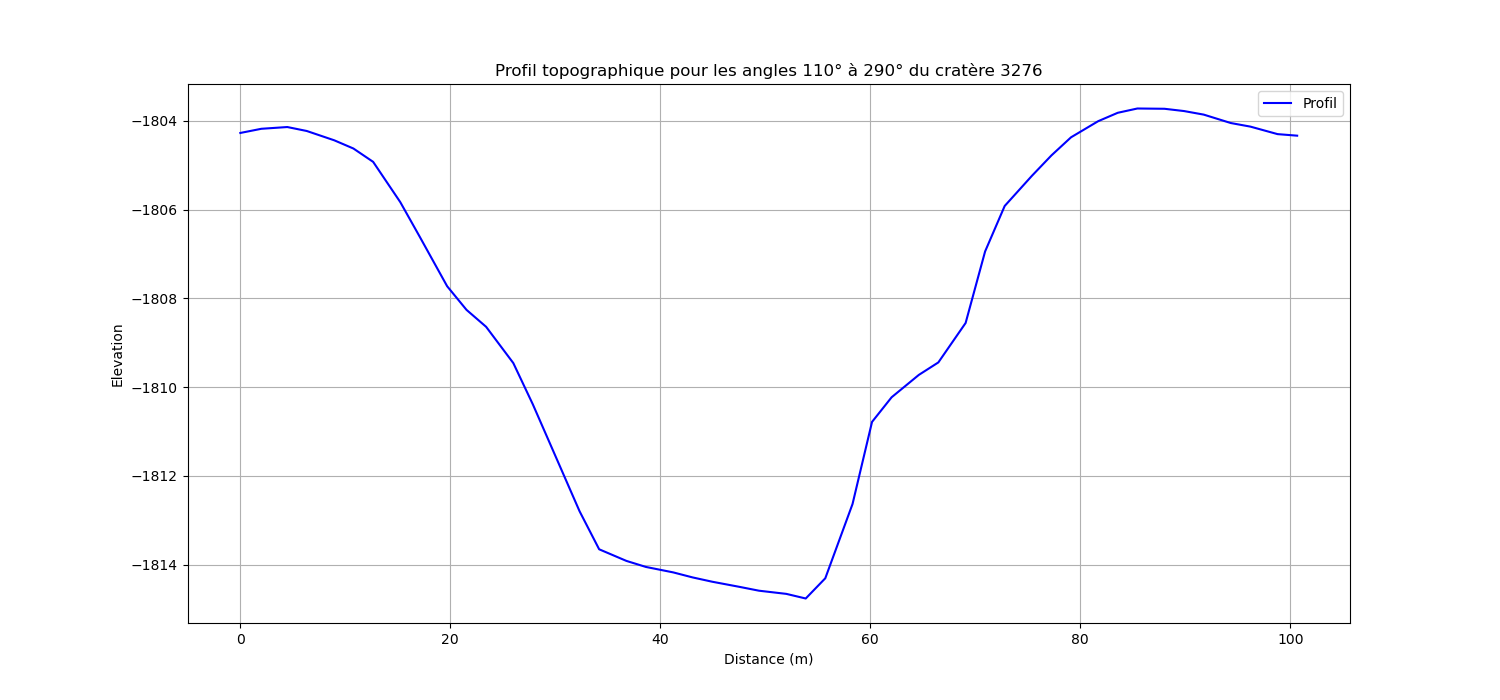 Profil topographique pour les angles 110° à 290° du cratère 3276
Profil
−1804
−1806
−1808
−1810
−1812
−1814
Elevation
0 20 40 60 80 100
Distance (m)